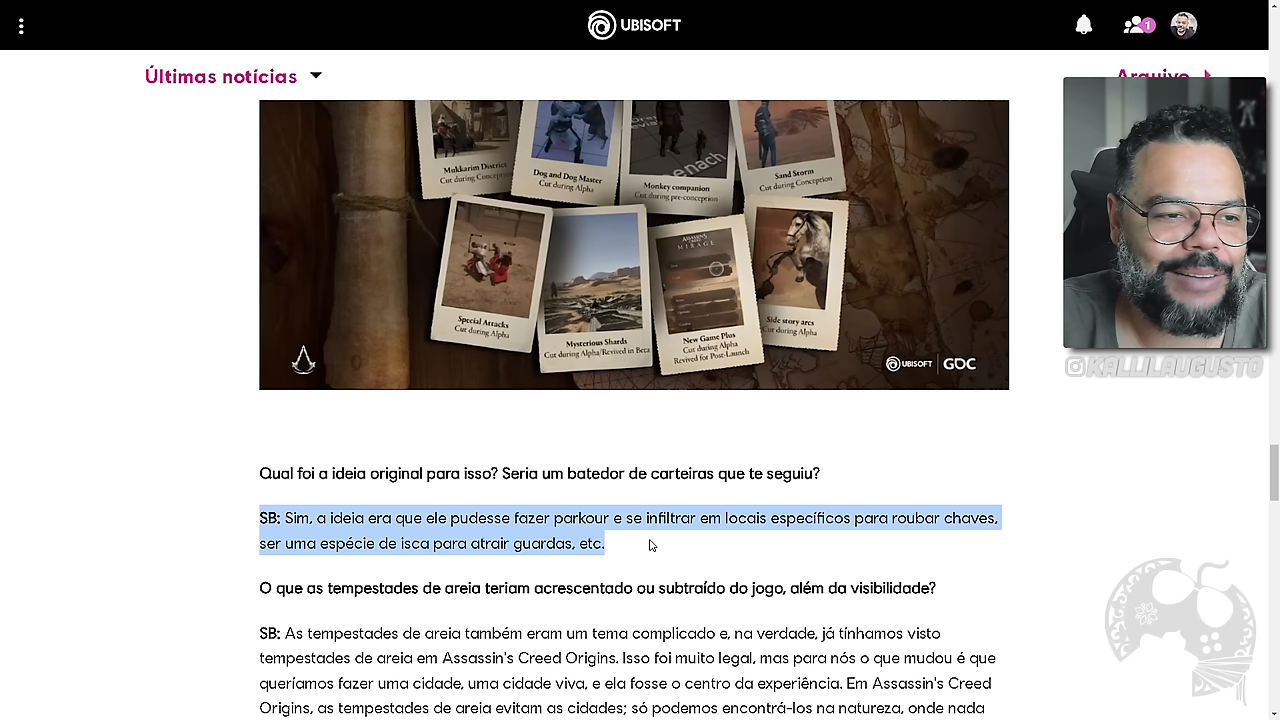 UBISOFT
1
Últimas notícias
Arquivo
Mukkarim District
Cut during Conception
Dog and Dog Master
Cut during Alpha
Monkey companion
Cut during pre-conception
Sand Storm
Cut during Conception
Special Attacks
Cut during Alpha
Mysterious Shards
Cut during Alpha/Revised in Beta
ASSASSIN'S
CREED
MIRAGE
New Game Plus
Cut during Alpha
Revised for Post-Launch
Side story arcs
Cut during Alpha
UBISOFT | GDC
@KALLILAUGUSTO
Qual foi a ideia original para isso? Seria um batedor de carteiras que te seguiu?
SB: Sim, a ideia era que ele pudesse fazer parkour e se infiltrar em locais específicos para roubar chaves,
ser uma espécie de isca para atrair guardas, etc.
O que as tempestades de areia teriam acrescentado ou subtraído do jogo, além da visibilidade?
SB: As tempestades de areia também eram um tema complicado e, na verdade, já tínhamos visto
tempestades de areia em Assassin's Creed Origins. Isso foi muito legal, mas para nós o que mudou é que
queríamos fazer uma cidade, uma cidade viva, e ela fosse o centro da experiência. Em Assassin's Creed
Origins, as tempestades de areia evitam as cidades; só podemos encontrá-los na natureza, onde nada